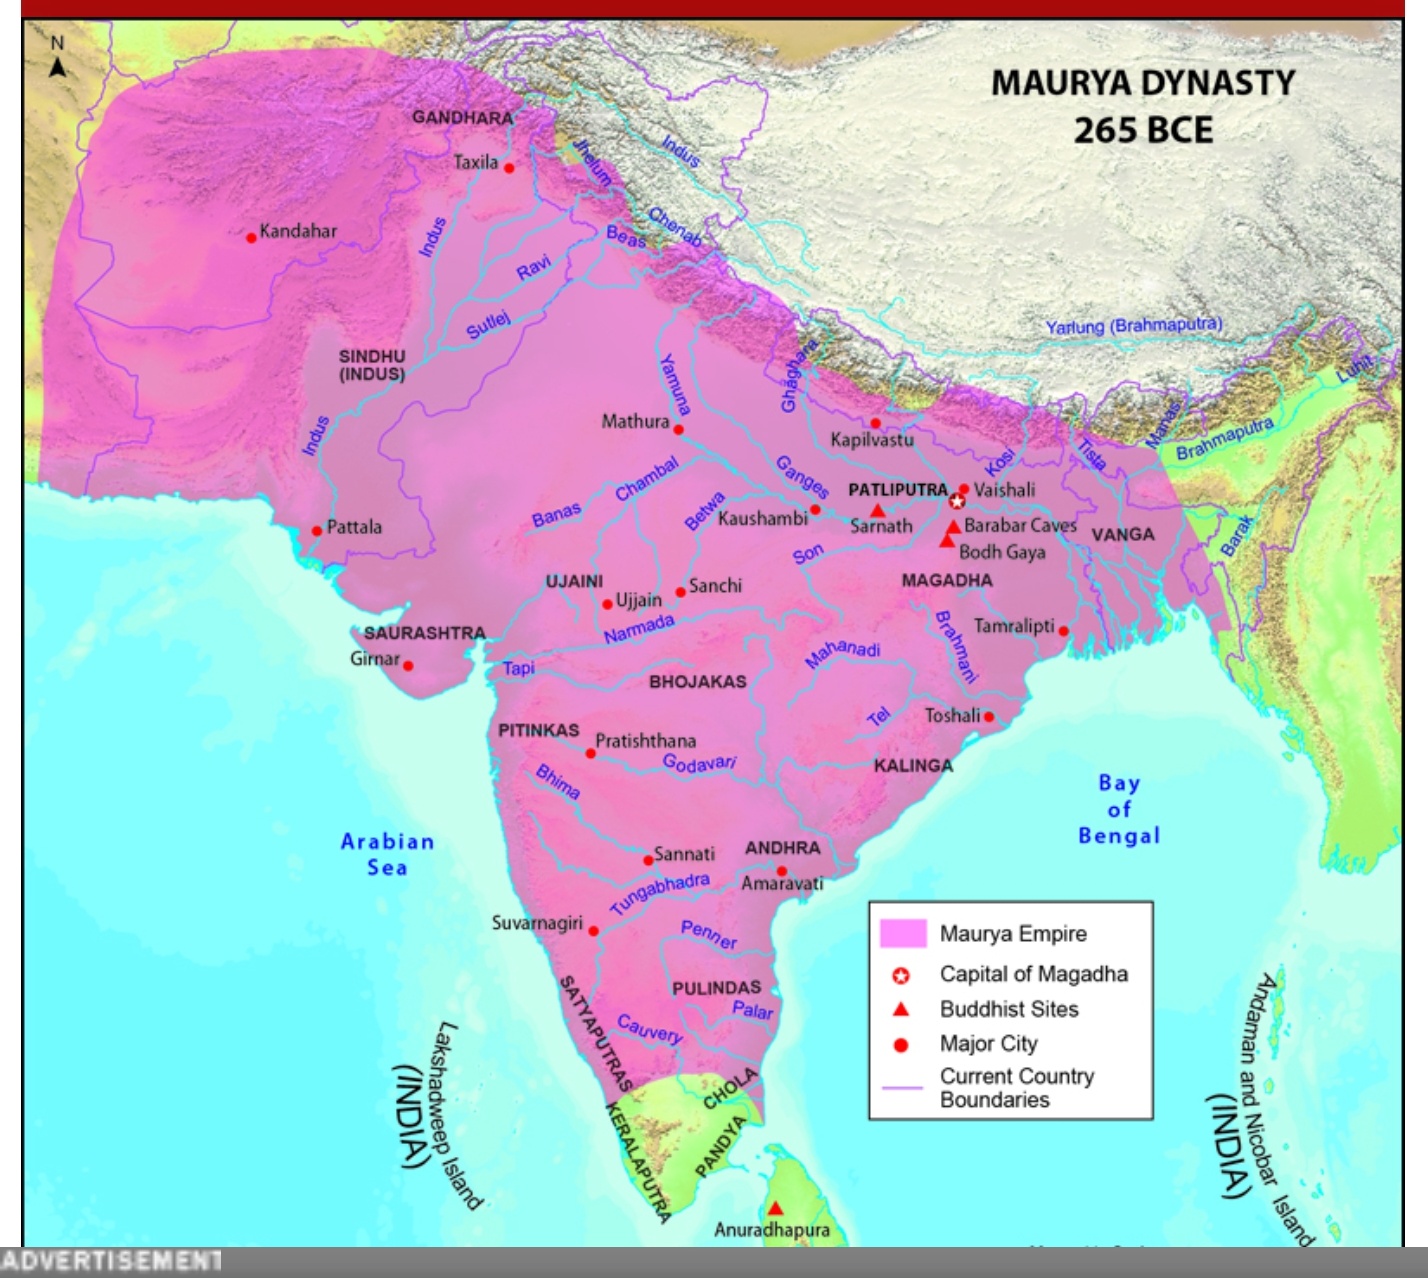 N
MAURYA DYNASTY
265 BCE
GANDHARA
Taxila
Indus
Jhelum
Kandahar
Indus
Chenab
Beas
Ravi
Sutlej
Yarlung (Brahmaputra)
SINDHU
(INDUS)
Yamuna
Ghaghara
Luhit
Mathura
Kapilvastu
Manas
Brahmaputra
Indus
Chambal
Ganges
Kosi
Tista
Banas
Betwa
Kaushambi
PATLIPUTRA
Vaishali
Pattala
Sarnath
Barabar Caves
VANGA
Barak
Son
Bodh Gaya
UJAINI
Ujjain
Sanchi
MAGADHA
SAURASHTRA
Narmada
Tamralipti
Girnar
Tapi
Mahanadi
Brahmani
BHOJAKAS
PITINKAS
Pratishthana
Tel
Toshali
Godavari
KALINGA
Bhima
Bay
of
Bengal
Arabian
Sea
Sannati
ANDHRA
Amaravati
Tungabhadra
Suvarnagiri
Penner
SATYAPUTRAS
PULINDAS
Palar
Cauvery
CHOLA
KERALAPUTRA
PANDYA
Anuradhapura
Lakshadweep Island
(INDIA)
Maurya Empire
Capital of Magadha
Buddhist Sites
Major City
Current Country
Boundaries
Andaman and Nicobar Island
(INDIA)
ADVERTISEMENT